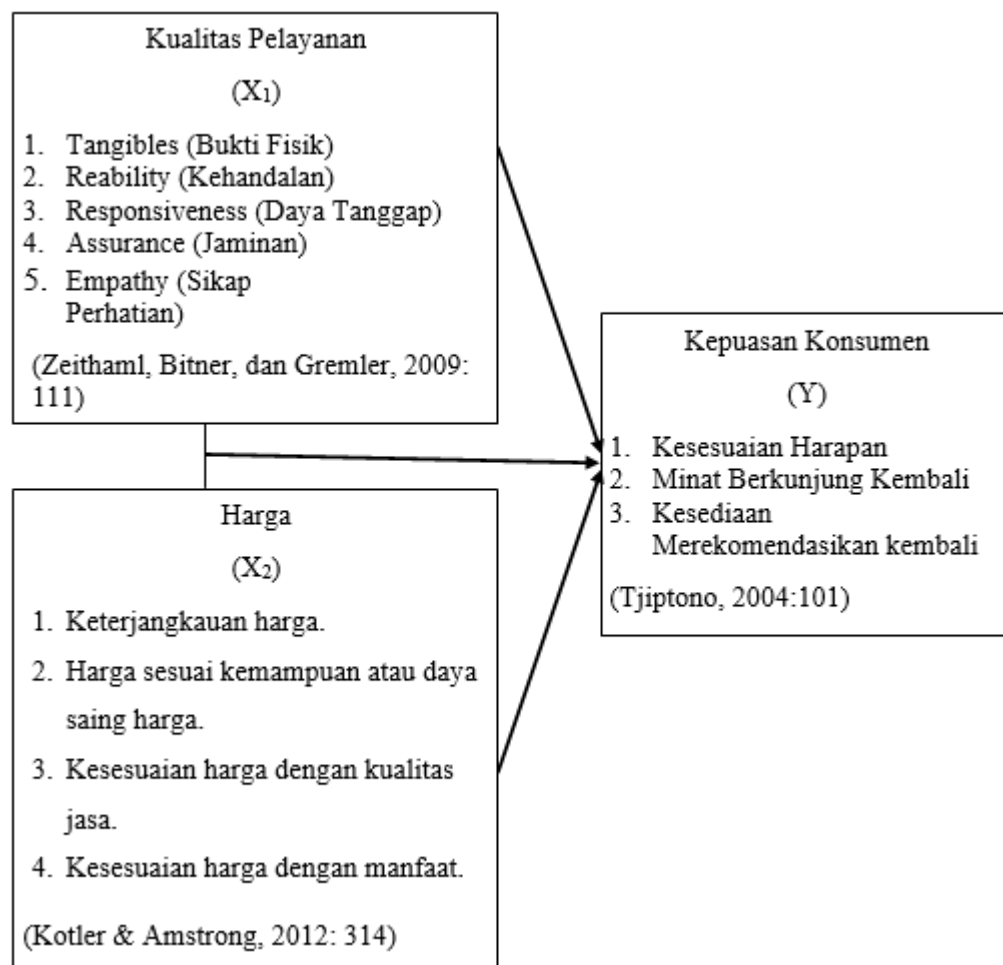 Kualitas Pelayanan
(X₁)
1. Tangibles (Bukti Fisik)
2. Reability (Kehandalan)
3. Responsiveness (Daya Tanggap)
4. Assurance (Jaminan)
5. Empathy (Sikap
Perhatian)
(Zeithaml, Bitner, dan Gremler, 2009:
111)
Harga
(X₂)
1. Keterjangkauan harga.
2. Harga sesuai kemampuan atau daya
saing harga.
3. Kesesuaian harga dengan kualitas
jasa.
4. Kesesuaian harga dengan manfaat.
(Kotler & Amstrong, 2012: 314)
Kepuasan Konsumen
(Y)
1. Kesesuaian Harapan
2. Minat Berkunjung Kembali
3. Kesediaan
Merekomendasikan kembali
(Tjiptono, 2004:101)